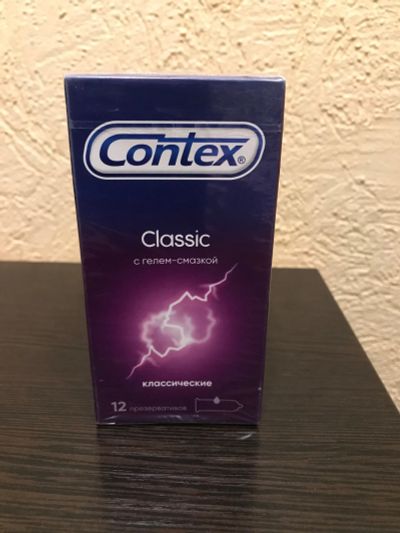 Contex®
Classic
с гелем-смазкой
классические
12 презервативов